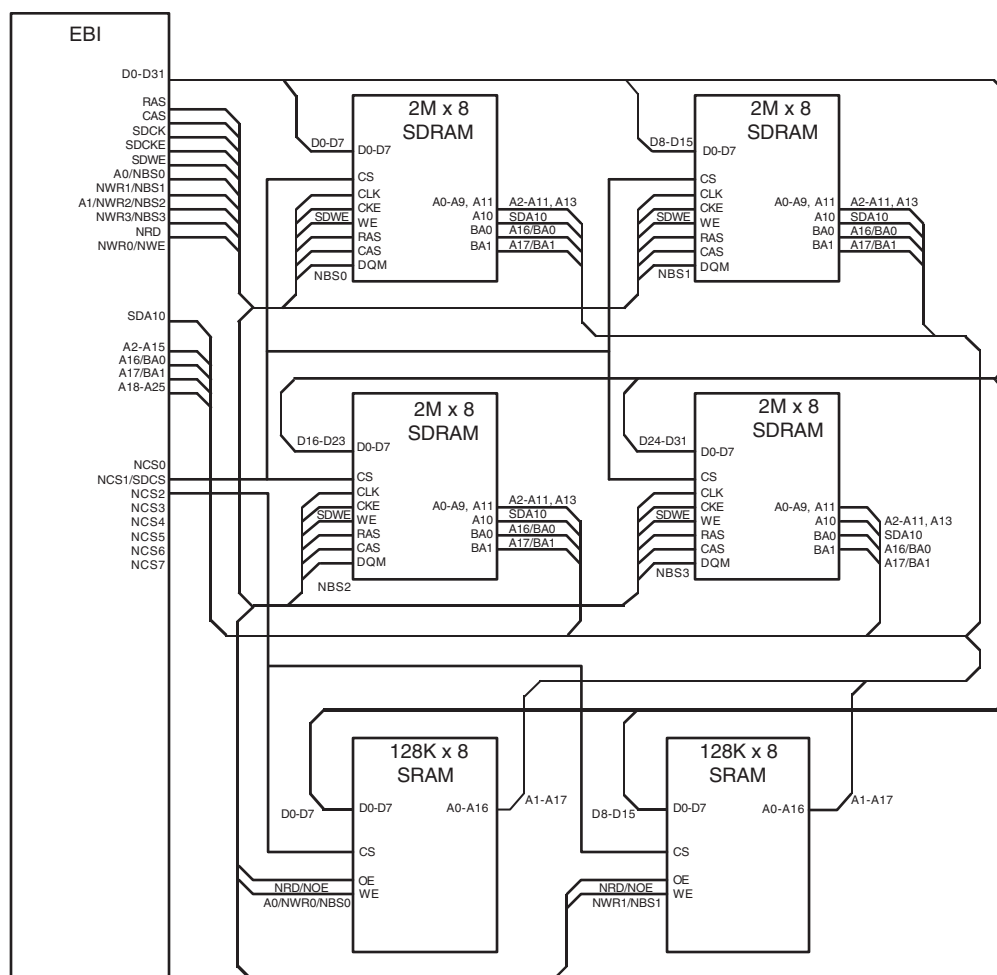 EBI
D0-D31
RAS
CAS
SDCK
SDCKE
SDWE
A0/NBS0
NWR1/NBS1
A1/NWR2/NBS2
NWR3/NBS3
NRD
NWR0/NWE
SDA10
A2-A15
A16/BA0
A17/BA1
A18-A25
NCS0
NCS1/SDCS
NCS2
NCS3
NCS4
NCS5
NCS6
NCS7
2M x 8
SDRAM
D0-D7
D0-D7
CS
CLK
CKE
SDWE
WE
RAS
CAS
DQM
NBS0
A0-A9, A11
A10
BA0
BA1
A2-A11, A13
SDA10
A16/BA0
A17/BA1
2M x 8
SDRAM
D8-D15
D0-D7
CS
CLK
CKE
SDWE
WE
RAS
CAS
DQM
NBS1
A0-A9, A11
A10
BA0
BA1
A2-A11, A13
SDA10
A16/BA0
A17/BA1
2M x 8
SDRAM
D16-D23
D0-D7
CS
CLK
CKE
SDWE
WE
RAS
CAS
DQM
NBS2
A0-A9, A11
A10
BA0
BA1
A2-A11, A13
SDA10
A16/BA0
A17/BA1
2M x 8
SDRAM
D24-D31
D0-D7
CS
CLK
CKE
SDWE
WE
RAS
CAS
DQM
NBS3
A0-A9, A11
A10
BA0
BA1
A2-A11, A13
SDA10
A16/BA0
A17/BA1
128K x 8
SRAM
D0-D7
D0-D7
CS
OE
WE
NRD/NOE
A0/NWR0/NBS0
A0-A16
A1-A17
128K x 8
SRAM
D8-D15
D0-D7
CS
OE
WE
NRD/NOE
NWR1/NBS1
A0-A16
A1-A17